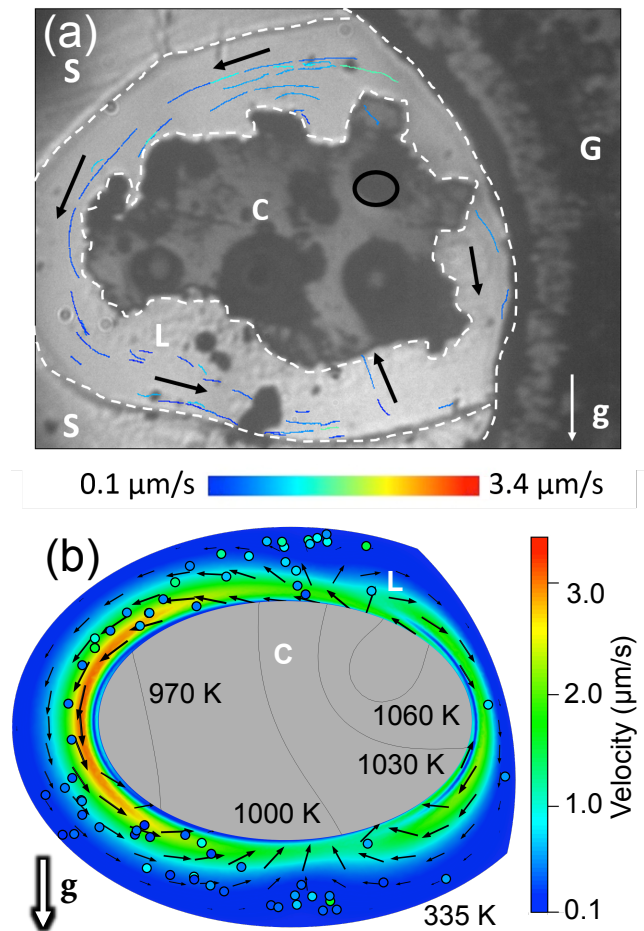 (a)
S
G
C
L
S
g
0.1 µm/s 3.4 µm/s
(b)
L
C
970 K
1060 K
1030 K
1000 K
g
335 K
3.0
2.0
1.0
0.1
Velocity (µm/s)